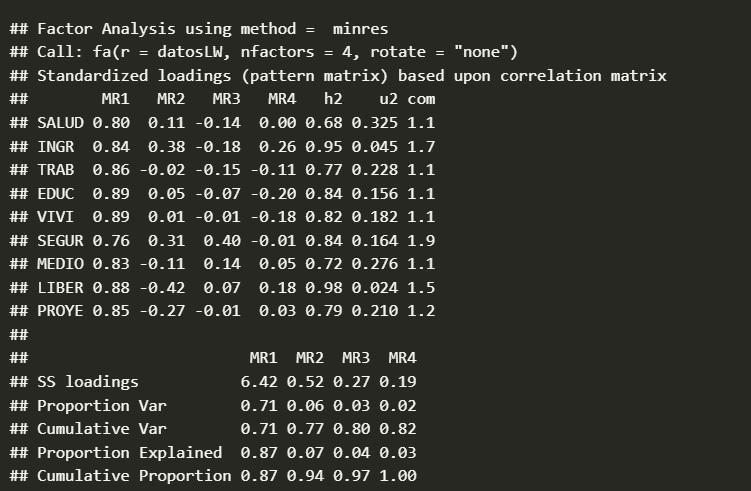 ## Factor Analysis using method =  minres
## Call: fa(r = datosLW, nfactors = 4, rotate = "none")
## Standardized loadings (pattern matrix) based upon correlation matrix
##        MR1   MR2   MR3   MR4   h2    u2 com
## SALUD 0.80  0.11 -0.14  0.00 0.68 0.325 1.1
## INGR  0.84  0.38 -0.18  0.26 0.95 0.045 1.7
## TRAB  0.86 -0.02 -0.15 -0.11 0.77 0.228 1.1
## EDUC  0.89  0.05 -0.07 -0.20 0.84 0.156 1.1
## VIVI  0.89  0.01 -0.01 -0.18 0.82 0.182 1.1
## SEGUR 0.76  0.31  0.40 -0.01 0.84 0.164 1.9
## MEDIO 0.83 -0.11  0.14  0.05 0.72 0.276 1.1
## LIBER 0.88 -0.42  0.07  0.18 0.98 0.024 1.5
## PROYE 0.85 -0.27 -0.01  0.03 0.79 0.210 1.2
##
##                        MR1  MR2  MR3  MR4
## SS loadings           6.42 0.52 0.27 0.19
## Proportion Var        0.71 0.06 0.03 0.02
## Cumulative Var        0.71 0.77 0.80 0.82
## Proportion Explained  0.87 0.07 0.04 0.03
## Cumulative Proportion 0.87 0.94 0.97 1.00